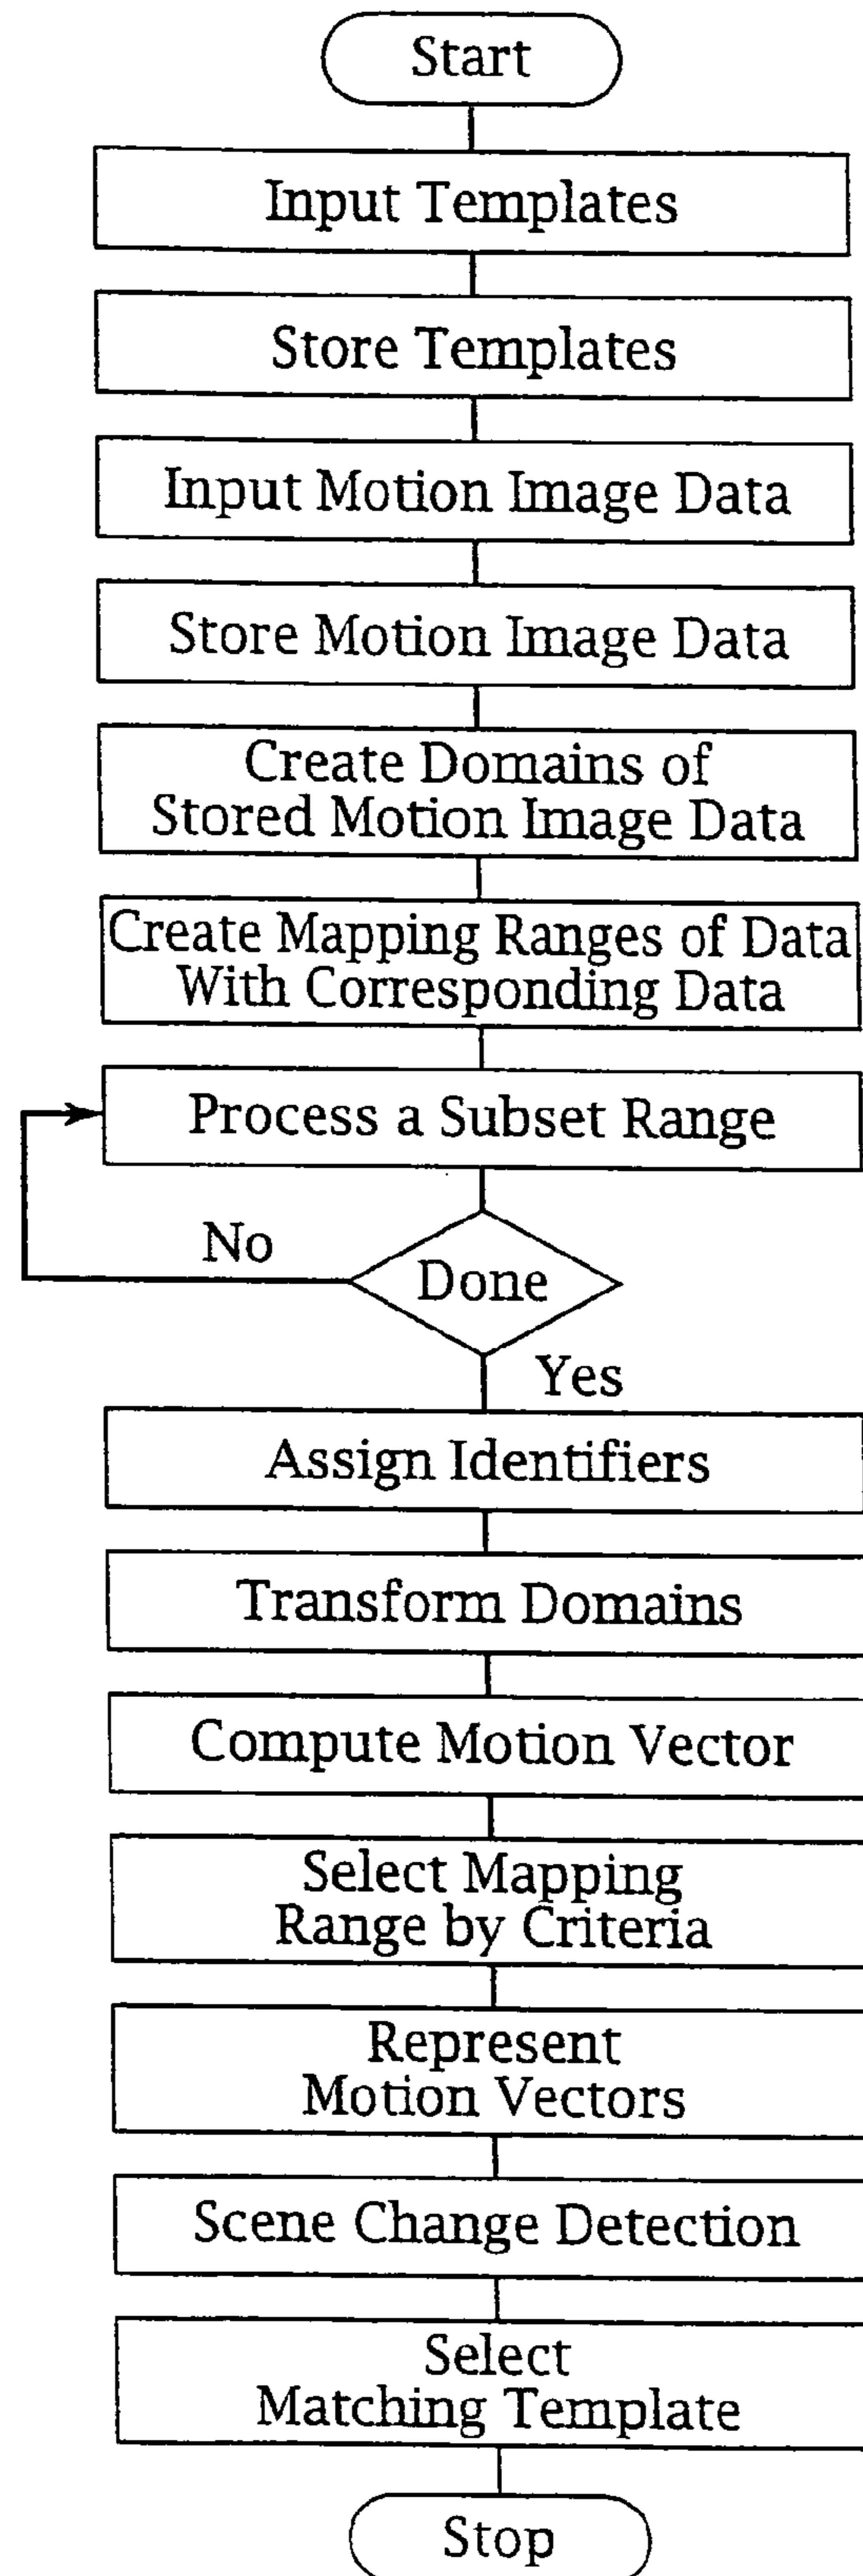 Start
Input Templates
Store Templates
Input Motion Image Data
Store Motion Image Data
Create Domains of
Stored Motion Image Data
Create Mapping Ranges of Data
With Corresponding Data
Process a Subset Range
No
Done
Yes
Assign Identifiers
Transform Domains
Compute Motion Vector
Select Mapping
Range by Criteria
Represent
Motion Vectors
Scene Change Detection
Select
Matching Template
Stop